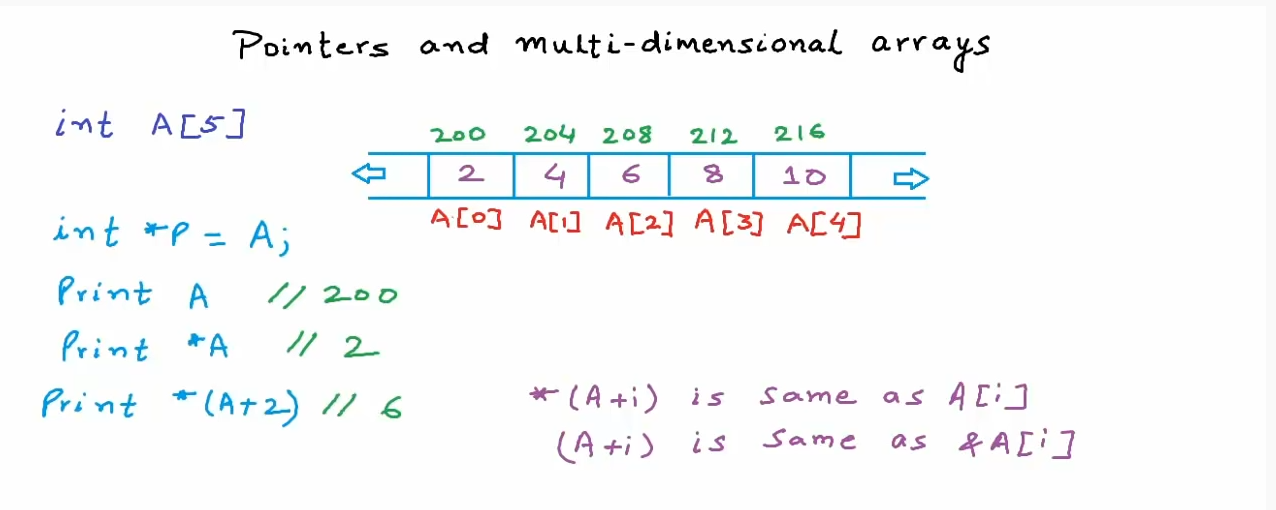 Pointers and multi-dimensional arrays
int A[5]
200 204 208 212 216
2 4 6 8 10
A[0] A[1] A[2] A[3] A[4]
int *P = A;
Print A // 200
Print *A // 2
Print *(A+2) // 6
*(A+i) is same as A[i]
(A+i) is same as &A[i]